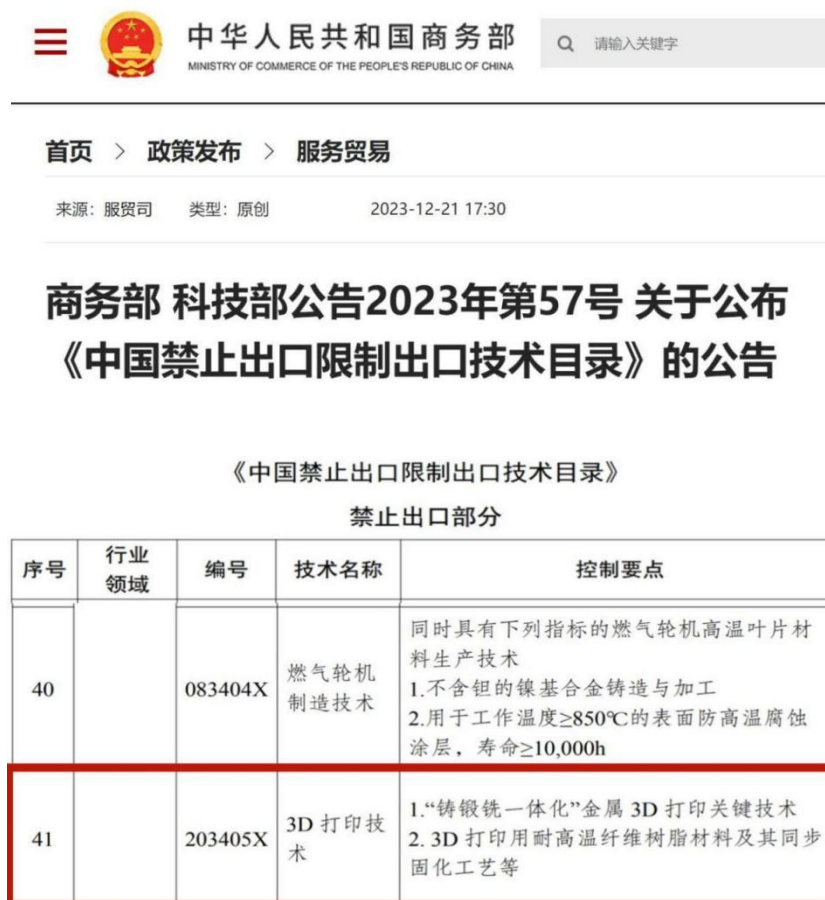 中华人民共和国商务部
MINISTRY OF COMMERCE OF THE PEOPLE'S REPUBLIC OF CHINA
请输入关键字
首页 > 政策发布 > 服务贸易
来源：服贸司 类型：原创 2023-12-21 17:30
商务部 科技部公告2023年第57号 关于公布
《中国禁止出口限制出口技术目录》的公告
《中国禁止出口限制出口技术目录》
禁止出口部分
序号 行业领域 编号 技术名称 控制要点
40 083404X 燃气轮机制造技术
同时具有下列指标的燃气轮机高温叶片材
料生产技术
1.不含钽的镍基合金铸造与加工
2.用于工作温度≥850℃的表面防高温腐蚀
涂层，寿命≥10,000h
41 203405X 3D 打印技术
1.“铸锻铣一体化”金属 3D 打印关键技术
2. 3D 打印用耐高温纤维树脂材料及其同步
固化工艺等